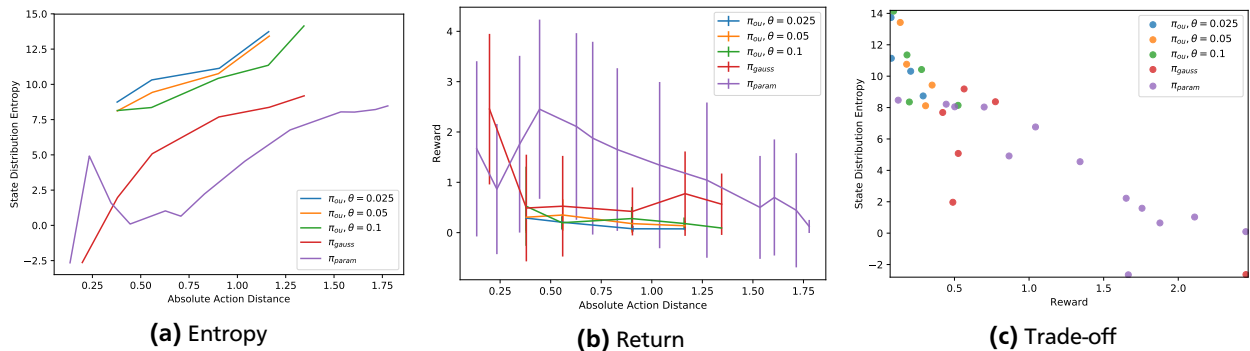 15.0
12.5
10.0
7.5
5.0
2.5
0.0
−2.5
State Distribution Entropy
0.25 0.50 0.75 1.00 1.25 1.50 1.75
Absolute Action Distance
π_ou, θ = 0.025
π_ou, θ = 0.05
π_ou, θ = 0.1
π_gauss
π_param
(a) Entropy
4
3
2
1
0
Reward
0.25 0.50 0.75 1.00 1.25 1.50 1.75
Absolute Action Distance
π_ou, θ = 0.025
π_ou, θ = 0.05
π_ou, θ = 0.1
π_gauss
π_param
(b) Return
14
12
10
8
6
4
2
0
−2
State Distribution Entropy
0.5 1.0 1.5 2.0
Reward
π_ou, θ = 0.025
π_ou, θ = 0.05
π_ou, θ = 0.1
π_gauss
π_param
(c) Trade-off